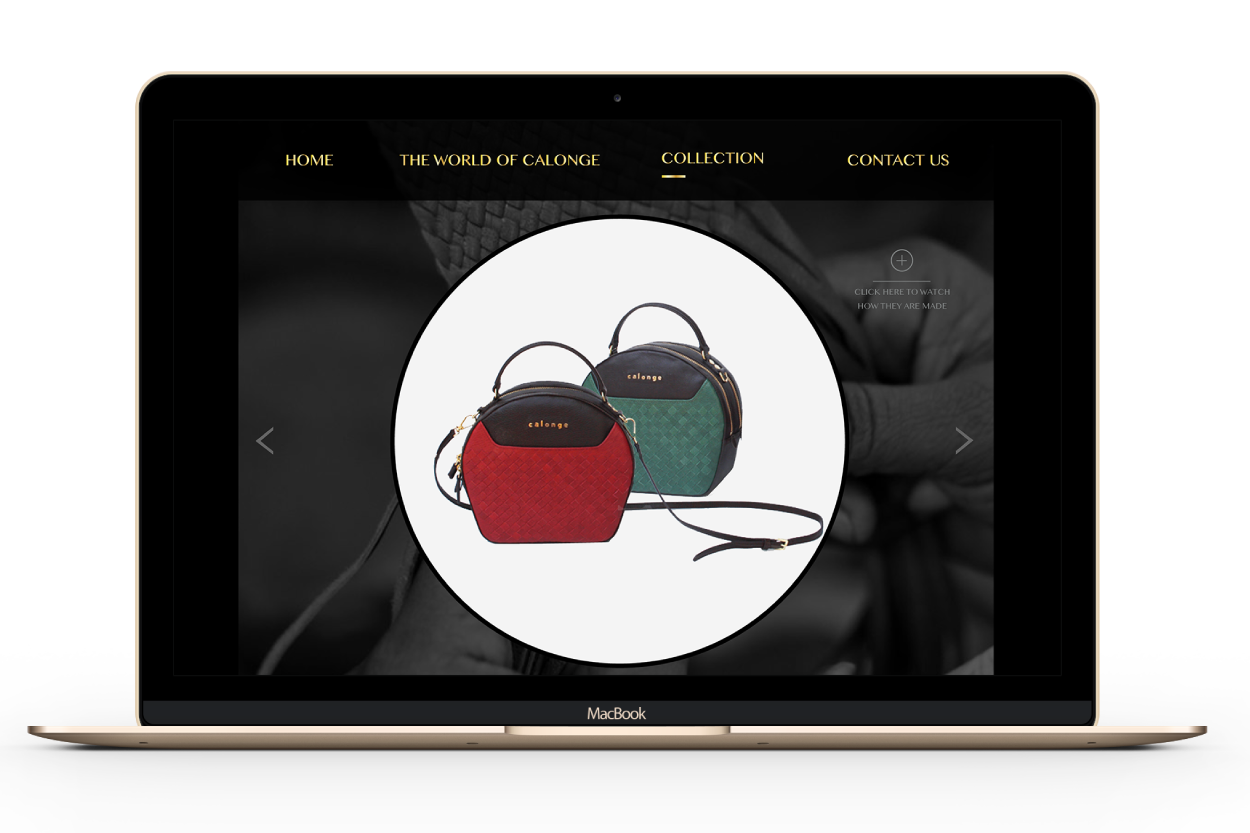 HOME
THE WORLD OF CALONGE
COLLECTION
CONTACT US
CLICK HERE TO WATCH
HOW THEY ARE MADE
calonge
calonge
MacBook